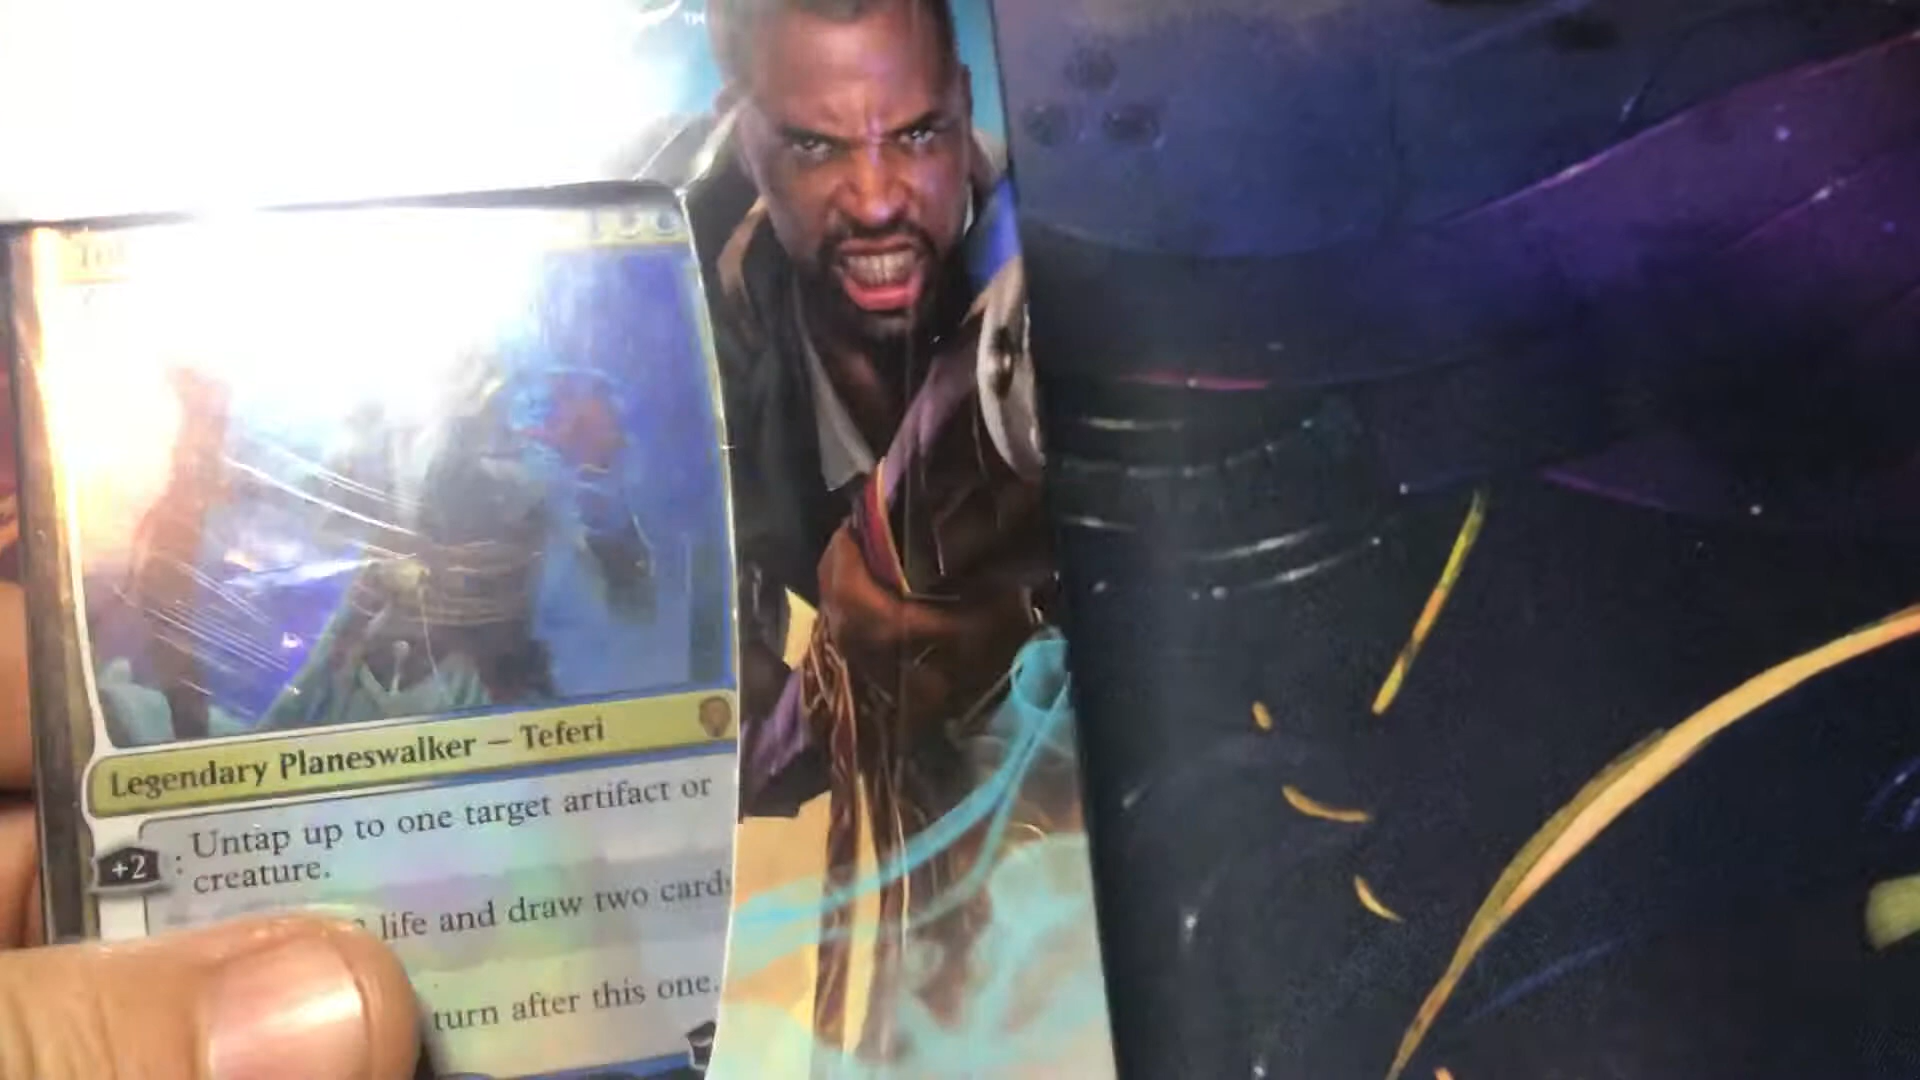 ™
Legendary Planeswalker – Teferi
+2 : Untap up to one target artifact or
creature.
life and draw two cards
turn after this one.